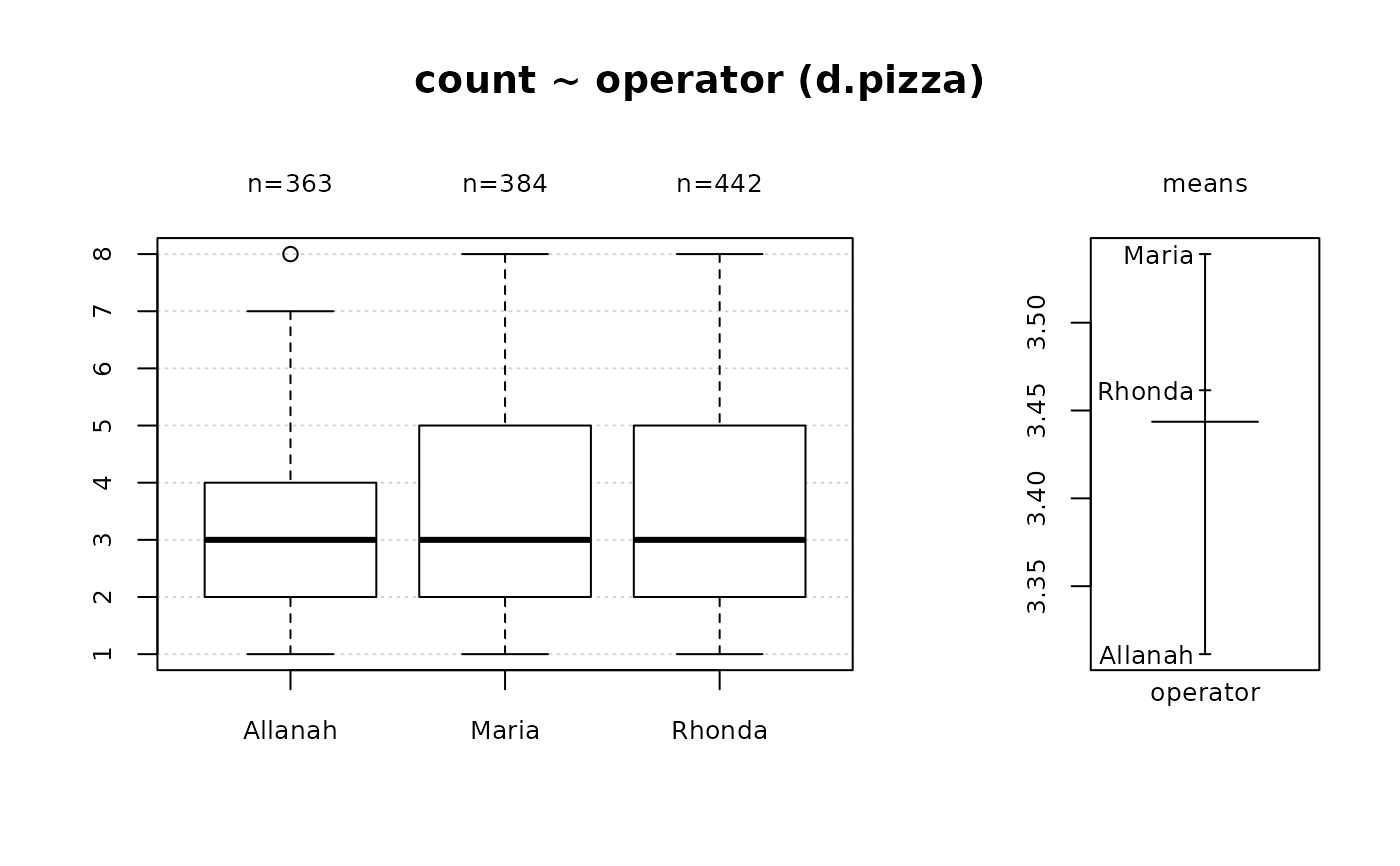 count ~ operator (d.pizza)
n=363 n=384 n=442
8
7
6
5
4
3
2
1
Allanah Maria Rhonda
means
3.50
3.45
3.40
3.35
Maria
Rhonda
Allanah
operator